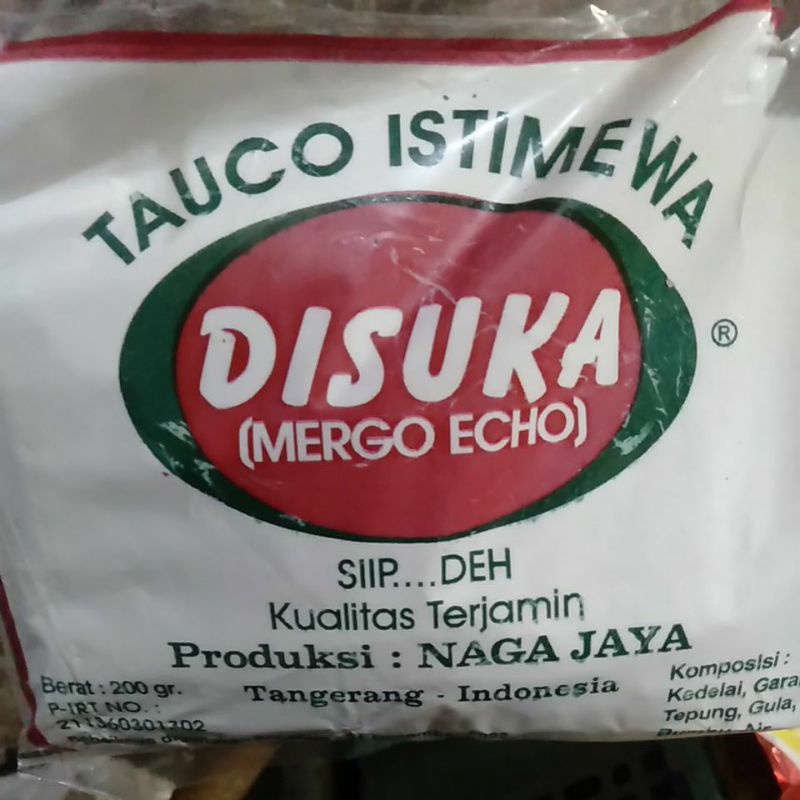 TAUCO ISTIMEWA
DISUKA
®
(MERGO ECHO)
SIIP....DEH
Kualitas Terjamin
Produksi : NAGA JAYA
Tangerang - Indonesia
Berat : 200 gr.
P-IRT NO. :
Komposisi :
Kedelai, Gara
Tepung, Gula,